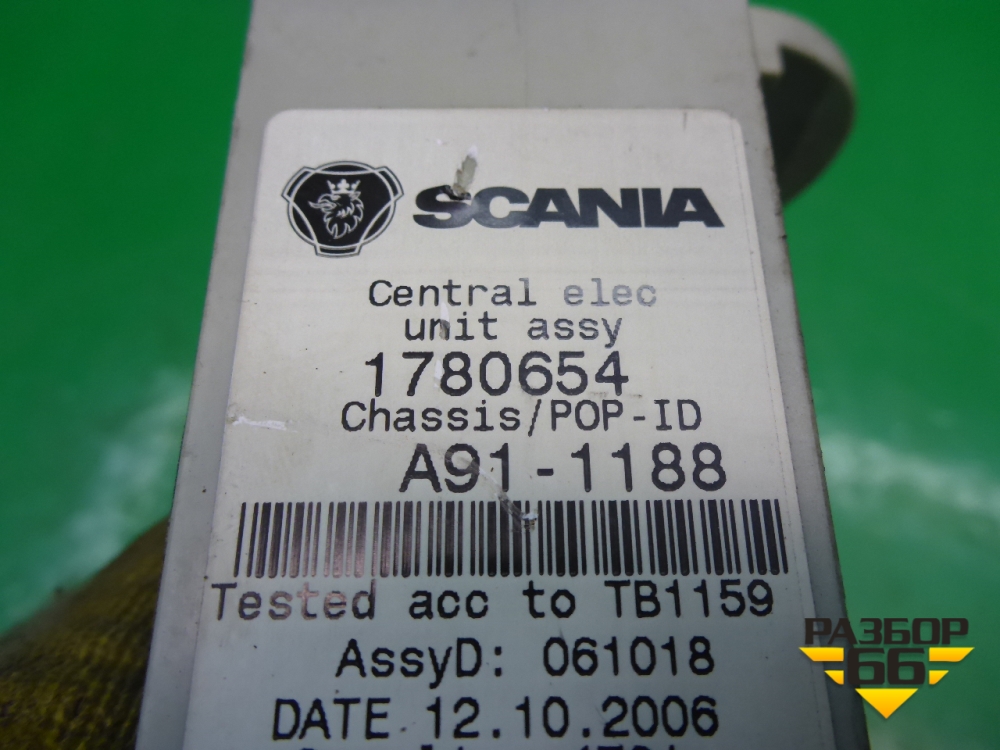 SCANIA
Central elec
unit assy
1780654
Chassis/POP-ID
A91-1188
Tested acc to TB1159
AssyD: 061018
DATE 12.10.2006
РАЗБОР
66